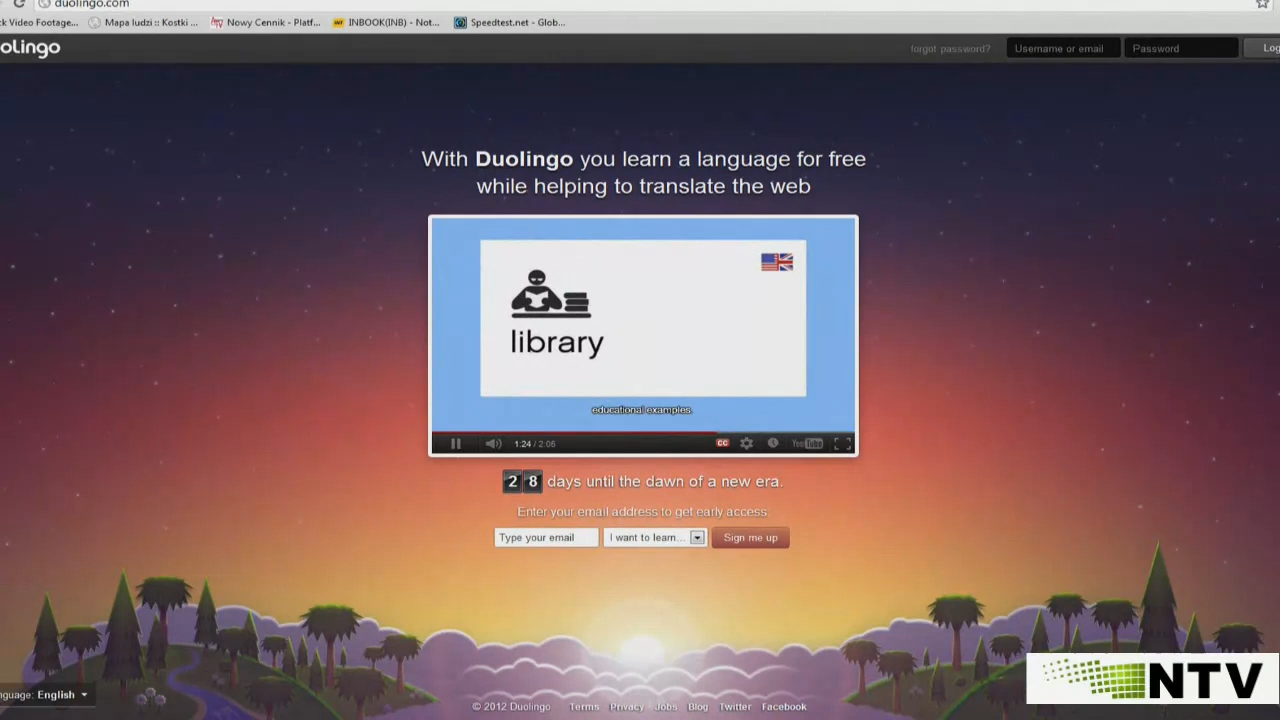 duolingo.com
ck Video Footage...
Mapa ludzi :: Kostki ...
Nowy Cennik - Platf...
INBOOK(INB) - Not...
Speedtest.net - Glob...
olingo
forgot password?
Username or email
Password
Log
With Duolingo you learn a language for free
while helping to translate the web
library
educational examples.
1:24 / 2:06
CC
YouTube
28 days until the dawn of a new era.
Enter your email address to get early access:
Type your email
I want to learn...
Sign me up
NTV
nguage: English
© 2012 Duolingo
Terms
Privacy
Jobs
Blog
Twitter
Facebook